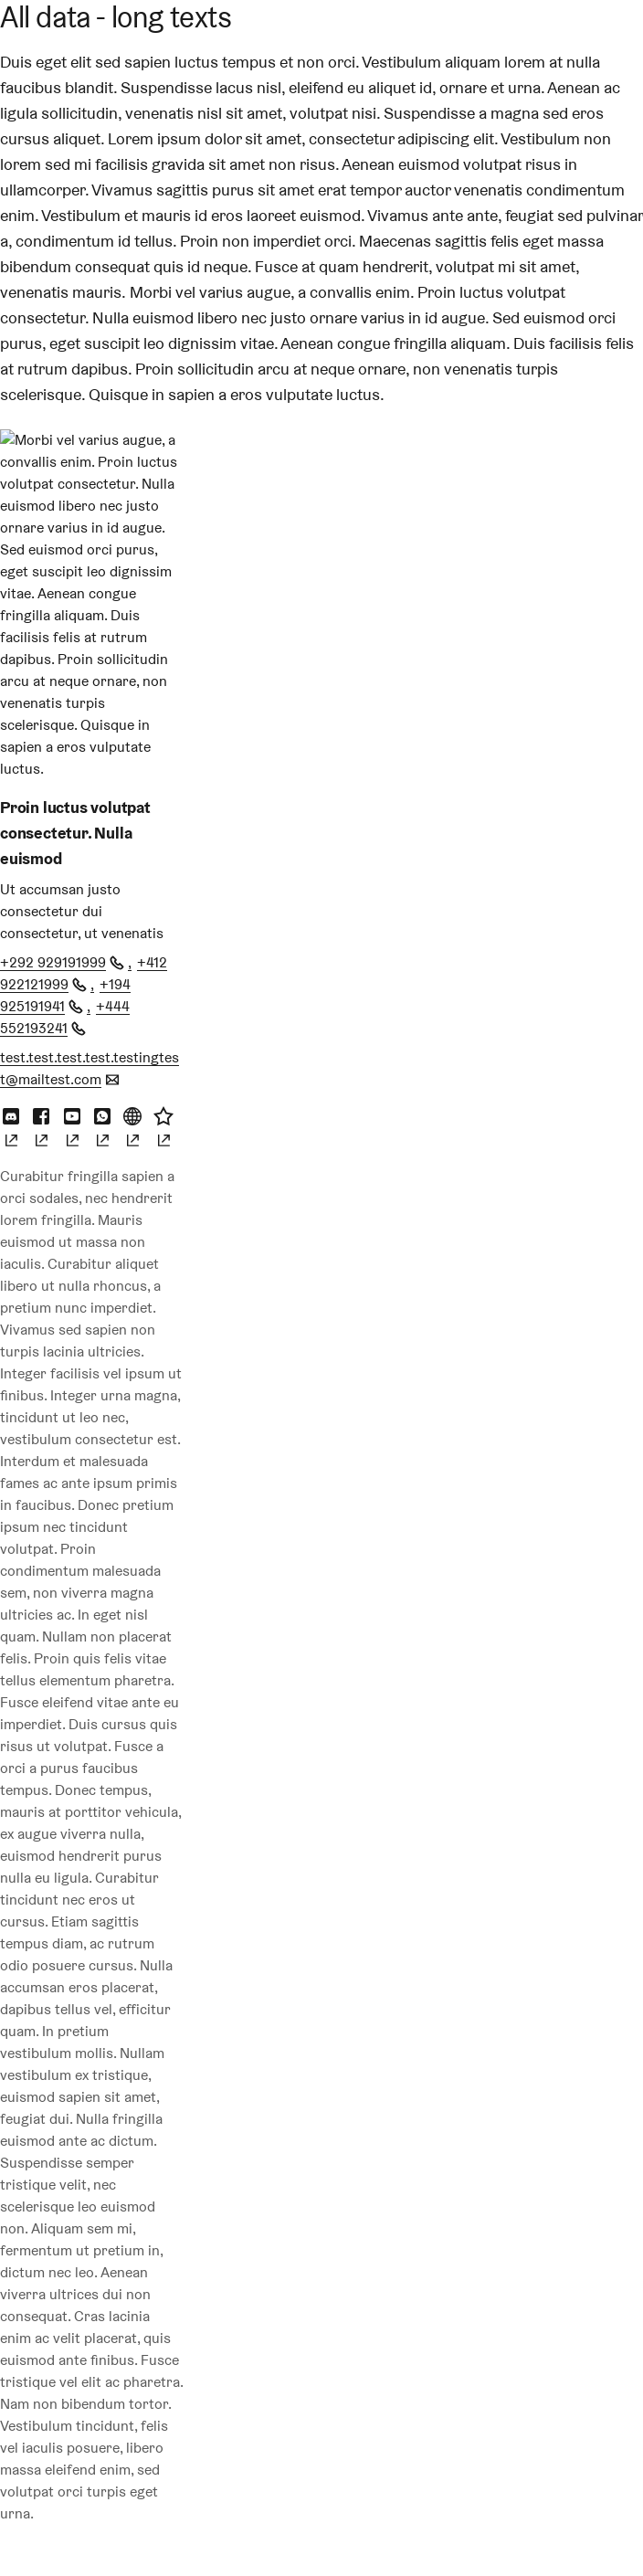 All data - long texts
Duis eget elit sed sapien luctus tempus et non orci. Vestibulum aliquam lorem at nulla
faucibus blandit. Suspendisse lacus nisl, eleifend eu aliquet id, ornare et urna. Aenean ac
ligula sollicitudin, venenatis nisl sit amet, volutpat nisi. Suspendisse a magna sed eros
cursus aliquet. Lorem ipsum dolor sit amet, consectetur adipiscing elit. Vestibulum non
lorem sed mi facilisis gravida sit amet non risus. Aenean euismod volutpat risus in
ullamcorper. Vivamus sagittis purus sit amet erat tempor auctor venenatis condimentum
enim. Vestibulum et mauris id eros laoreet euismod. Vivamus ante ante, feugiat sed pulvinar
a, condimentum id tellus. Proin non imperdiet orci. Maecenas sagittis felis eget massa
bibendum consequat quis id neque. Fusce at quam hendrerit, volutpat mi sit amet,
venenatis mauris. Morbi vel varius augue, a convallis enim. Proin luctus volutpat
consectetur. Nulla euismod libero nec justo ornare varius in id augue. Sed euismod orci
purus, eget suscipit leo dignissim vitae. Aenean congue fringilla aliquam. Duis facilisis felis
at rutrum dapibus. Proin sollicitudin arcu at neque ornare, non venenatis turpis
scelerisque. Quisque in sapien a eros vulputate luctus.
Morbi vel varius augue, a
convallis enim. Proin luctus
volutpat consectetur. Nulla
euismod libero nec justo
ornare varius in id augue.
Sed euismod orci purus,
eget suscipit leo dignissim
vitae. Aenean congue
fringilla aliquam. Duis
facilisis felis at rutrum
dapibus. Proin sollicitudin
arcu at neque ornare, non
venenatis turpis
scelerisque. Quisque in
sapien a eros vulputate
luctus.
Proin luctus volutpat
consectetur. Nulla
euismod
Ut accumsan justo
consectetur dui
consectetur, ut venenatis
+292 929191999 , +412
922121999 , +194
925191941 , +444
552193241
test.test.test.test.testingtes
t@mailtest.com
Curabitur fringilla sapien a
orci sodales, nec hendrerit
lorem fringilla. Mauris
euismod ut massa non
iaculis. Curabitur aliquet
libero ut nulla rhoncus, a
pretium nunc imperdiet.
Vivamus sed sapien non
turpis lacinia ultricies.
Integer facilisis vel ipsum ut
finibus. Integer urna magna,
tincidunt ut leo nec,
vestibulum consectetur est.
Interdum et malesuada
fames ac ante ipsum primis
in faucibus. Donec pretium
ipsum nec tincidunt
volutpat. Proin
condimentum malesuada
sem, non viverra magna
ultricies ac. In eget nisl
quam. Nullam non placerat
felis. Proin quis felis vitae
tellus elementum pharetra.
Fusce eleifend vitae ante eu
imperdiet. Duis cursus quis
risus ut volutpat. Fusce a
orci a purus faucibus
tempus. Donec tempus,
mauris at porttitor vehicula,
ex augue viverra nulla,
euismod hendrerit purus
nulla eu ligula. Curabitur
tincidunt nec eros ut
cursus. Etiam sagittis
tempus diam, ac rutrum
odio posuere cursus. Nulla
accumsan eros placerat,
dapibus tellus vel, efficitur
quam. In pretium
vestibulum mollis. Nullam
vestibulum ex tristique,
euismod sapien sit amet,
feugiat dui. Nulla fringilla
euismod ante ac dictum.
Suspendisse semper
tristique velit, nec
scelerisque leo euismod
non. Aliquam sem mi,
fermentum ut pretium in,
dictum nec leo. Aenean
viverra ultrices dui non
consequat. Cras lacinia
enim ac velit placerat, quis
euismod ante finibus. Fusce
tristique vel elit ac pharetra.
Nam non bibendum tortor.
Vestibulum tincidunt, felis
vel iaculis posuere, libero
massa eleifend enim, sed
volutpat orci turpis eget
urna.